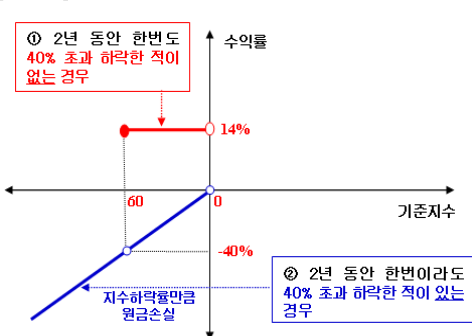 ① 2년 동안 한번도
40% 초과 하락한 적이
없는 경우
수익률
14%
60
0
기준지수
-40%
지수하락률만큼
원금손실
② 2년 동안 한번이라도
40% 초과 하락한 적이 있는
경우